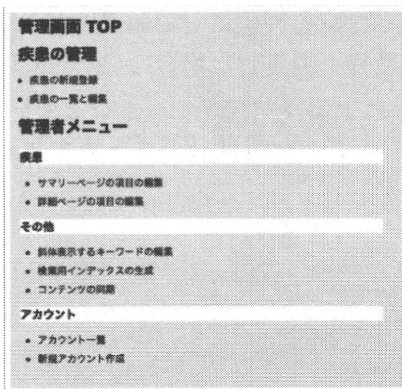 管理画面 TOP
疾患の管理
疾患の新規登録
疾患の一覧と編集
管理者メニュー
疾患
サマリーページの項目の編集
詳細ページの項目の編集
その他
斜体表示するキーワードの編集
検索用インデックスの生成
コンテンツの同期
アカウント
アカウント一覧
新規アカウント作成